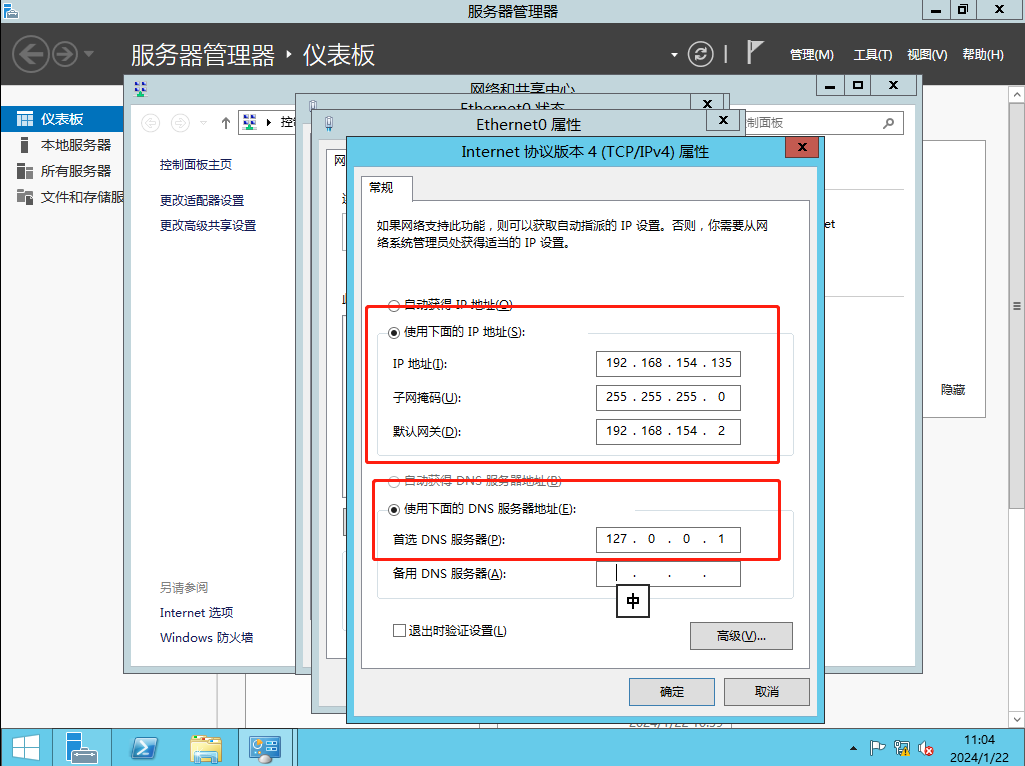 服务器管理器
服务器管理器 ‣ 仪表板
管理(M) 工具(T) 视图(V) 帮助(H)
仪表板
本地服务器
所有服务器
文件和存储服
网络和共享中心
控制面板主页
更改适配器设置
更改高级共享设置
另请参阅
Internet 选项
Windows 防火墙
制面板
et
隐藏
Ethernet0 状态
Ethernet0 属性
网
Internet 协议版本 4 (TCP/IPv4) 属性
常规
如果网络支持此功能，则可以获取自动指派的 IP 设置。否则，你需要从网
络系统管理员处获得适当的 IP 设置。
自动获得 IP 地址(O)
使用下面的 IP 地址(S):
IP 地址(I): 192 . 168 . 154 . 135
子网掩码(U): 255 . 255 . 255 . 0
默认网关(D): 192 . 168 . 154 . 2
自动获得 DNS 服务器地址(B)
使用下面的 DNS 服务器地址(E):
首选 DNS 服务器(P): 127 . 0 . 0 . 1
备用 DNS 服务器(A): . . .
中
退出时验证设置(L)
高级(V)...
确定 取消
11:04
2024/1/22